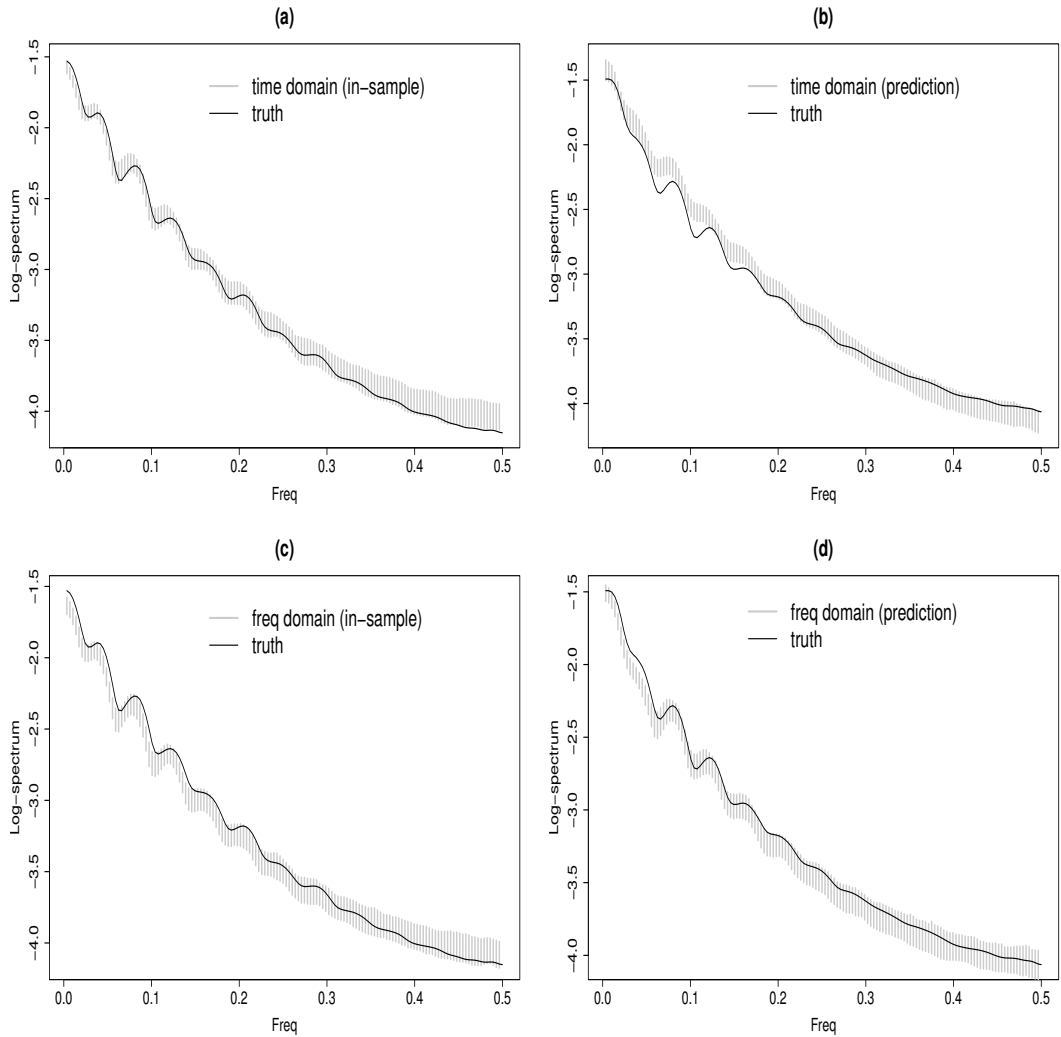 (a)
time domain (in−sample)
truth
Log−spectrum
−1.5
−2.0
−2.5
−3.0
−3.5
−4.0
0.0 0.1 0.2 0.3 0.4 0.5
Freq
(b)
time domain (prediction)
truth
Log−spectrum
−1.5
−2.0
−2.5
−3.0
−3.5
−4.0
0.0 0.1 0.2 0.3 0.4 0.5
Freq
(c)
freq domain (in−sample)
truth
Log−spectrum
−1.5
−2.0
−2.5
−3.0
−3.5
−4.0
0.0 0.1 0.2 0.3 0.4 0.5
Freq
(d)
freq domain (prediction)
truth
Log−spectrum
−1.5
−2.0
−2.5
−3.0
−3.5
−4.0
0.0 0.1 0.2 0.3 0.4 0.5
Freq